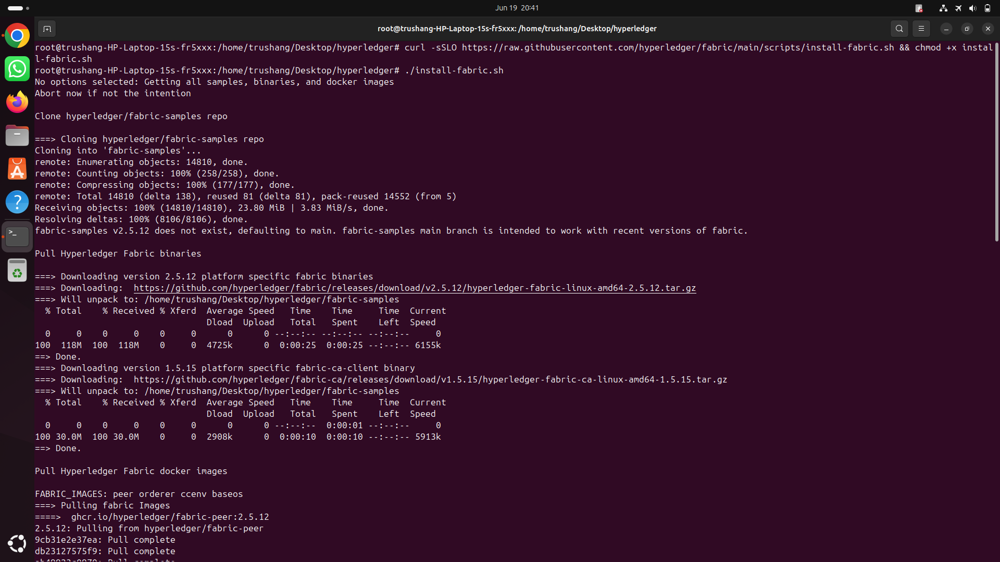 Jun 19 20:41
root@trushang-HP-Laptop-15s-fr5xxx: /home/trushang/Desktop/hyperledger
root@trushang-HP-Laptop-15s-fr5xxx:/home/trushang/Desktop/hyperledger# curl -sSLO https://raw.githubusercontent.com/hyperledger/fabric/main/scripts/install-fabric.sh && chmod +x instal
l-fabric.sh
root@trushang-HP-Laptop-15s-fr5xxx:/home/trushang/Desktop/hyperledger# ./install-fabric.sh
No options selected: Getting all samples, binaries, and docker images
Abort now if not the intention
Clone hyperledger/fabric-samples repo
===> Cloning hyperledger/fabric-samples repo
Cloning into 'fabric-samples'...
remote: Enumerating objects: 14810, done.
remote: Counting objects: 100% (258/258), done.
remote: Compressing objects: 100% (177/177), done.
remote: Total 14810 (delta 138), reused 81 (delta 81), pack-reused 14552 (from 5)
Receiving objects: 100% (14810/14810), 23.80 MiB | 3.83 MiB/s, done.
Resolving deltas: 100% (8106/8106), done.
fabric-samples v2.5.12 does not exist, defaulting to main. fabric-samples main branch is intended to work with recent versions of fabric.
Pull Hyperledger Fabric binaries
===> Downloading version 2.5.12 platform specific fabric binaries
===> Downloading:  https://github.com/hyperledger/fabric/releases/download/v2.5.12/hyperledger-fabric-linux-amd64-2.5.12.tar.gz
===> Will unpack to: /home/trushang/Desktop/hyperledger/fabric-samples
  % Total    % Received % Xferd  Average Speed   Time    Time     Time  Current
                                 Dload  Upload   Total   Spent    Left  Speed
  0     0    0     0    0     0      0      0 --:--:-- --:--:-- --:--:--     0
100  118M  100  118M    0     0  4725k      0  0:00:25  0:00:25 --:--:-- 6155k
==> Done.
===> Downloading version 1.5.15 platform specific fabric-ca-client binary
===> Downloading:  https://github.com/hyperledger/fabric-ca/releases/download/v1.5.15/hyperledger-fabric-ca-linux-amd64-1.5.15.tar.gz
===> Will unpack to: /home/trushang/Desktop/hyperledger/fabric-samples
  % Total    % Received % Xferd  Average Speed   Time    Time     Time  Current
                                 Dload  Upload   Total   Spent    Left  Speed
  0     0    0     0    0     0      0      0 --:--:--  0:00:01 --:--:--     0
100 30.0M  100 30.0M    0     0  2908k      0  0:00:10  0:00:10 --:--:-- 5913k
==> Done.
Pull Hyperledger Fabric docker images
FABRIC_IMAGES: peer orderer ccenv baseos
===> Pulling fabric Images
====>  ghcr.io/hyperledger/fabric-peer:2.5.12
2.5.12: Pulling from hyperledger/fabric-peer
9cb31e2e37ea: Pull complete
db23127575f9: Pull complete